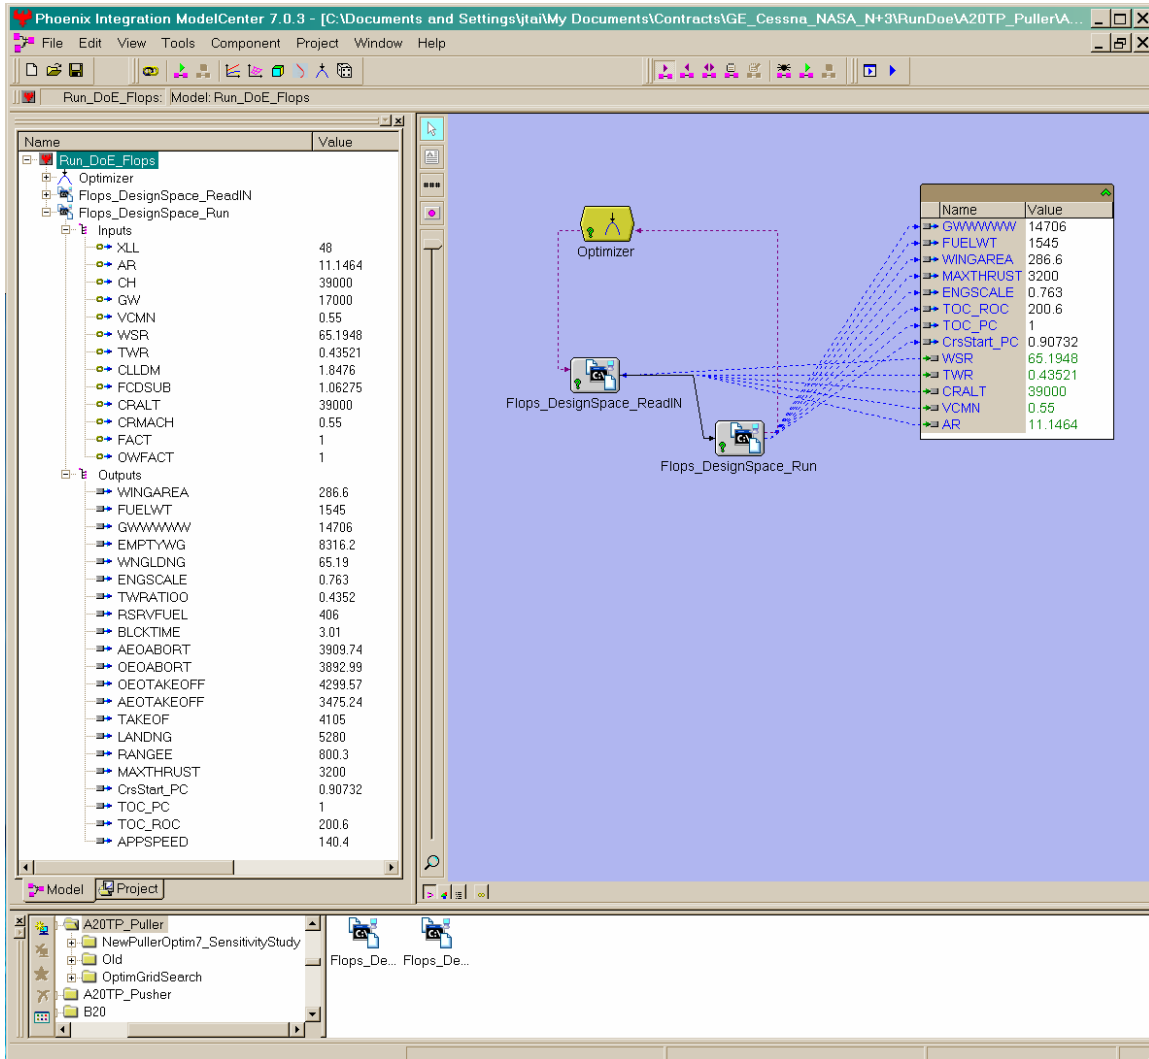 Phoenix Integration ModelCenter 7.0.3 - [C:\Documents and Settings\jtai\My Documents\Contracts\GE_Cessna_NASA_N+3\RunDoe\A20TP_Puller\A...
File Edit View Tools Component Project Window Help
Run_DoE_Flops: Model: Run_DoE_Flops
Name Value
Run_DoE_Flops
Optimizer
Flops_DesignSpace_ReadIN
Flops_DesignSpace_Run
Inputs
XLL 48
AR 11.1464
CH 39000
GW 17000
VCMN 0.55
WSR 65.1948
TWR 0.43521
CLLDM 1.8476
FCDSUB 1.06275
CRALT 39000
CRMACH 0.55
FACT 1
OWFACT 1
Outputs
WINGAREA 286.6
FUELWT 1545
GWWWWW 14706
EMPTYWG 8316.2
WNGLDNG 65.19
ENGSCALE 0.763
TWRATIOO 0.4352
RSRVFUEL 406
BLCKTIME 3.01
AEOABORT 3909.74
OEOABORT 3892.99
OEOTAKEOFF 4299.57
AEOTAKEOFF 3475.24
TAKEOF 4105
LANDNG 5280
RANGEE 800.3
MAXTHRUST 3200
CrsStart_PC 0.90732
TOC_PC 1
TOC_ROC 200.6
APPSPEED 140.4
Model Project
Optimizer
Flops_DesignSpace_ReadIN
Flops_DesignSpace_Run
Name Value
GWWWWW 14706
FUELWT 1545
WINGAREA 286.6
MAXTHRUST 3200
ENGSCALE 0.763
TOC_ROC 200.6
TOC_PC 1
CrsStart_PC 0.90732
WSR 65.1948
TWR 0.43521
CRALT 39000
VCMN 0.55
AR 11.1464
A20TP_Puller
NewPullerOptim7_SensitivityStudy
Old
OptimGridSearch
A20TP_Pusher
B20
Flops_De... Flops_De...